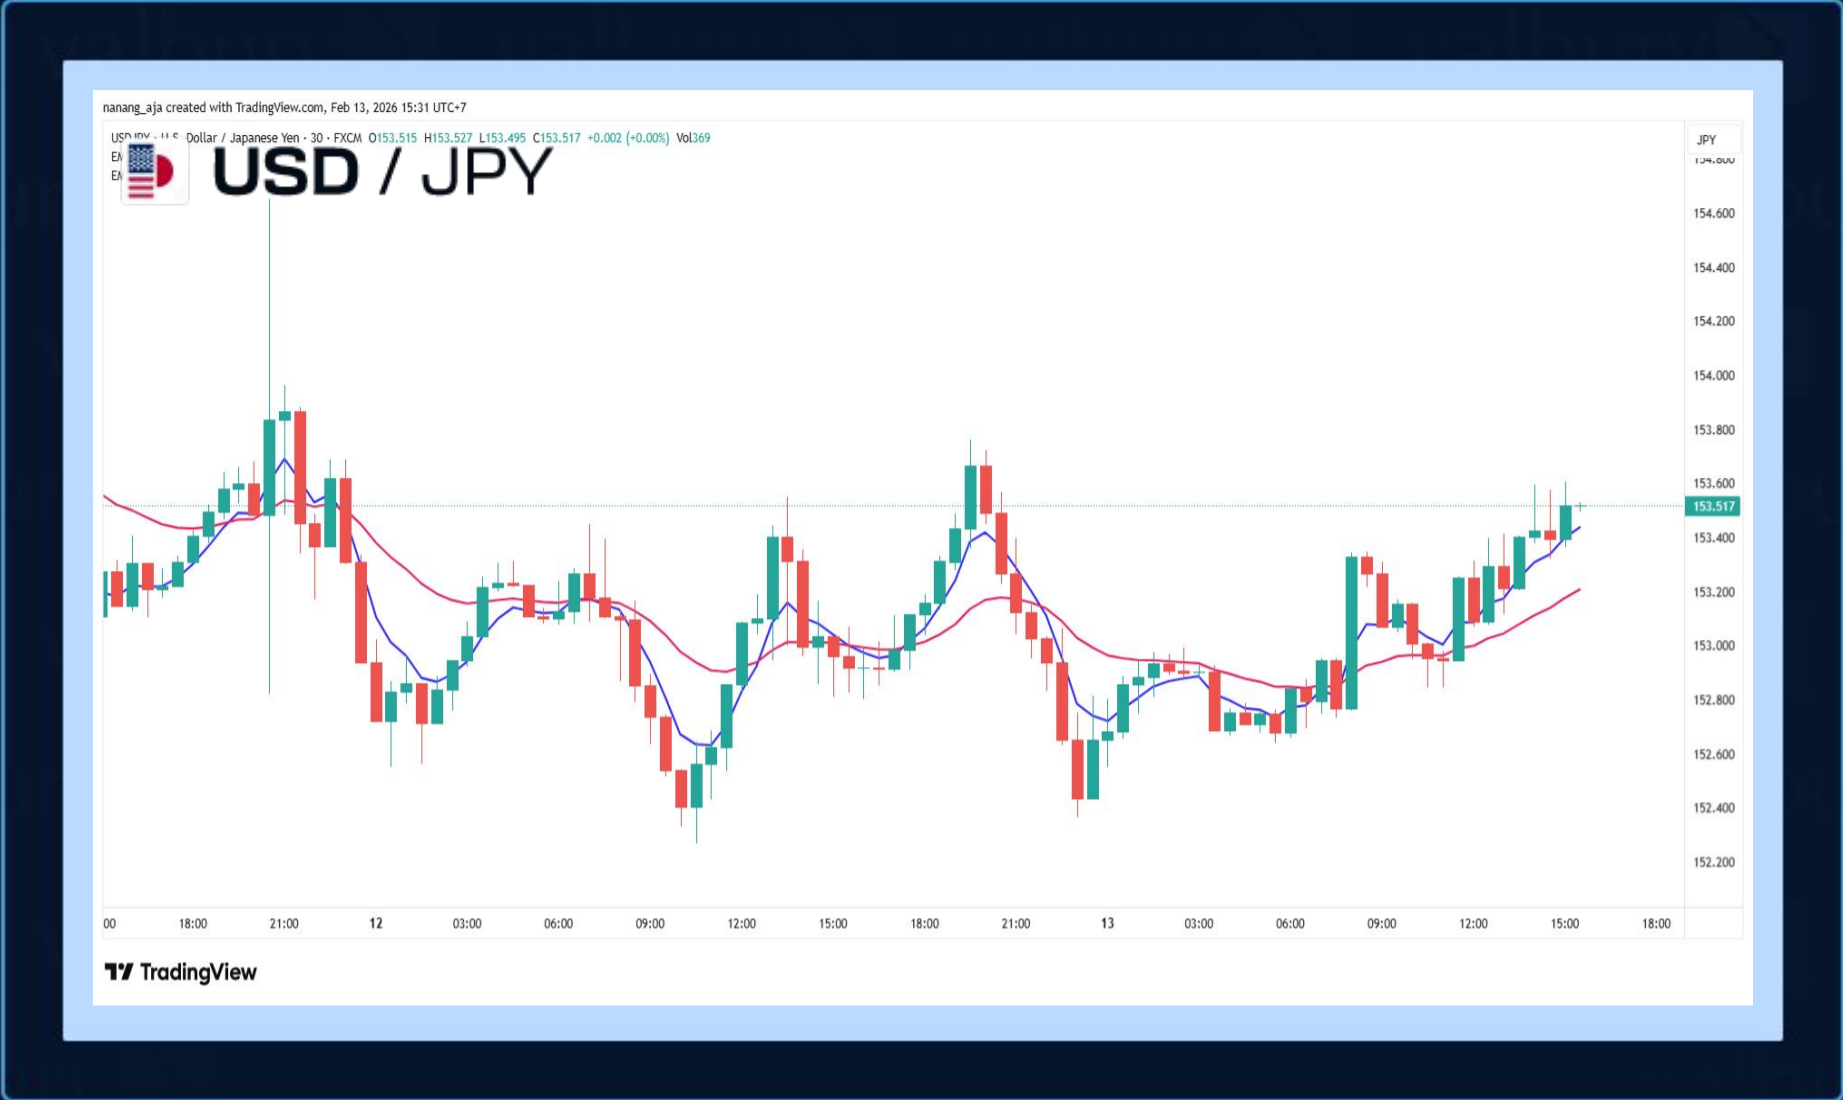 nanang_aja created with TradingView.com, Feb 13, 2026 15:31 UTC+7
USDJPY · U.S. Dollar / Japanese Yen · 30 · FXCM O153.515 H153.527 L153.495 C153.517 +0.002 (+0.00%) Vol369
USD / JPY
JPY
154.800
154.600
154.400
154.200
154.000
153.800
153.600
153.517
153.400
153.200
153.000
152.800
152.600
152.400
152.200
00 18:00 21:00 12 03:00 06:00 09:00 12:00 15:00 18:00 21:00 13 03:00 06:00 09:00 12:00 15:00 18:00
TradingView